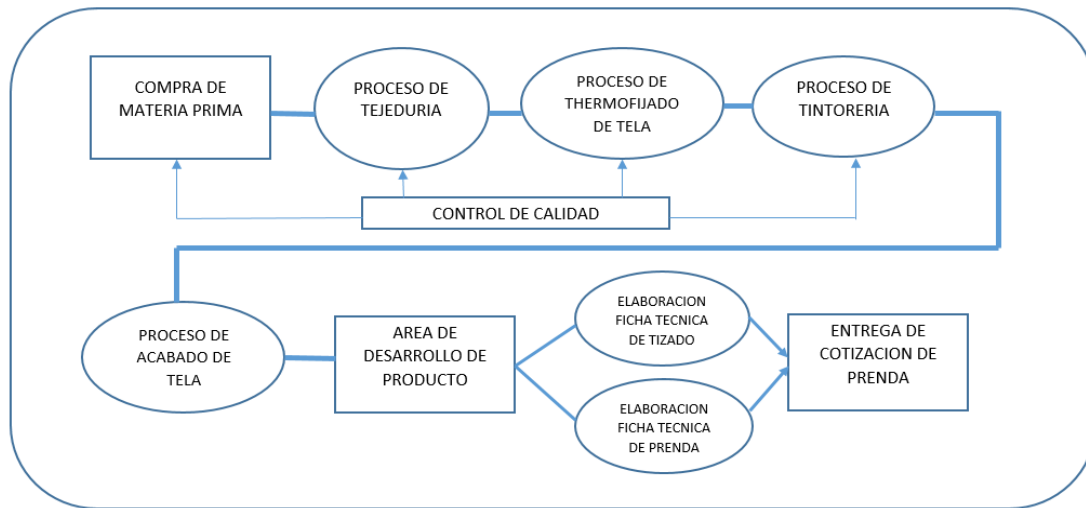 COMPRA DE
MATERIA PRIMA
PROCESO DE
TEJEDURIA
PROCESO DE
THERMOFIJADO
DE TELA
PROCESO DE
TINTORERIA
CONTROL DE CALIDAD
PROCESO DE
ACABADO DE
TELA
AREA DE
DESARROLLO DE
PRODUCTO
ELABORACION
FICHA TECNICA
DE TIZADO
ELABORACION
FICHA TECNICA
DE PRENDA
ENTREGA DE
COTIZACION DE
PRENDA